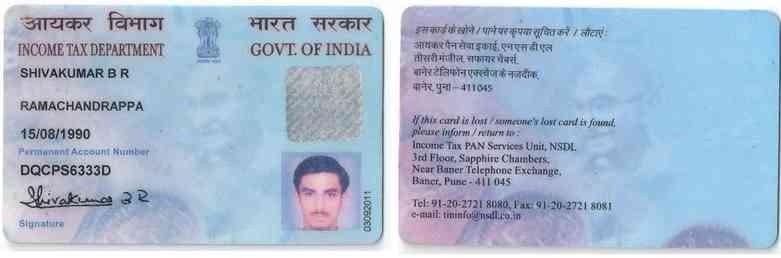 आयकर विभाग
INCOME TAX DEPARTMENT
भारत सरकार
GOVT. OF INDIA
SHIVAKUMAR B R
RAMACHANDRAPPA
15/08/1990
Permanent Account Number
DQCPS6333D
Shivakumar B R
Signature
03092011
इस कार्ड के खोने / पाने पर कृपया सूचित करें / लौटाएं :
आयकर पैन सेवा इकाई, एन एस डी एल
तीसरी मंजील, सफायर चेंबर्स,
बानेर टेलिफोन एक्स्चेंज के नजदीक,
बानेर, पुना – 411045
If this card is lost / someone's lost card is found,
please inform / return to :
Income Tax PAN Services Unit, NSDL
3rd Floor, Sapphire Chambers,
Near Baner Telephone Exchange,
Baner, Pune - 411 045
Tel: 91-20-2721 8080, Fax: 91-20-2721 8081
e-mail: tininfo@nsdl.co.in